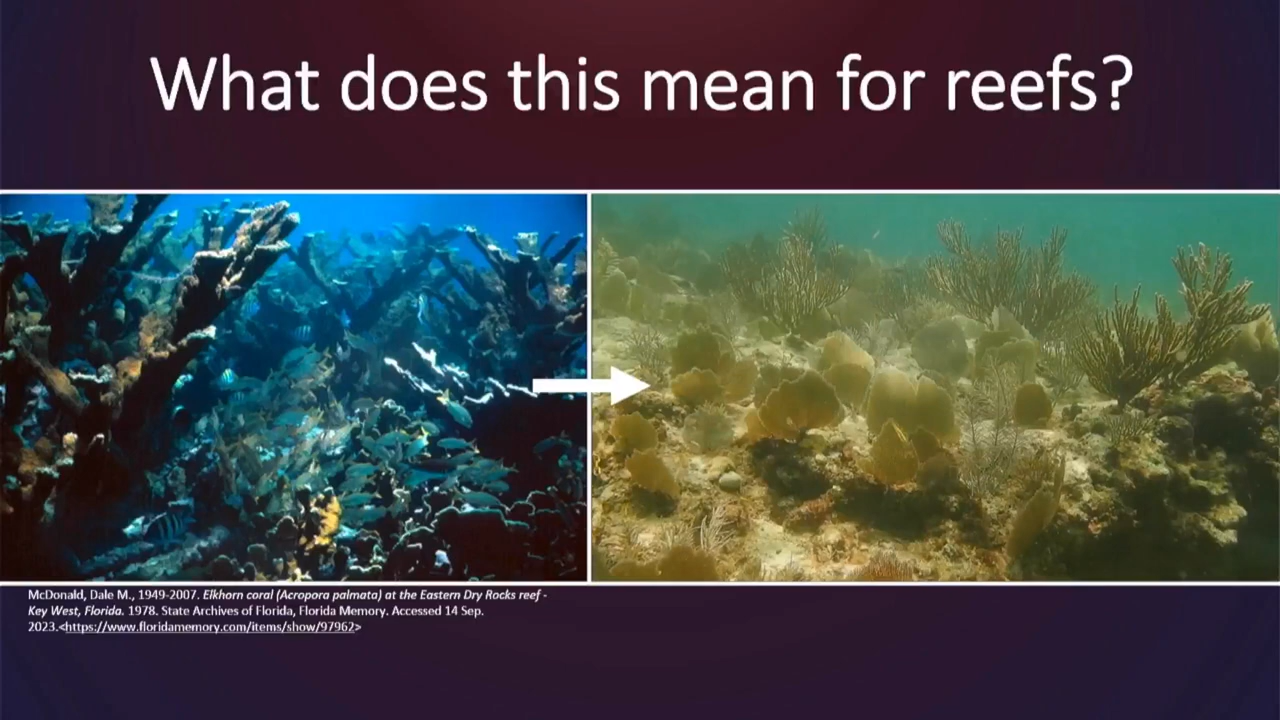 What does this mean for reefs?
McDonald, Dale M., 1949-2007. Elkhorn coral (Acropora palmata) at the Eastern Dry Rocks reef -
Key West, Florida. 1978. State Archives of Florida, Florida Memory. Accessed 14 Sep.
2023.<https://www.floridamemory.com/items/show/97962>